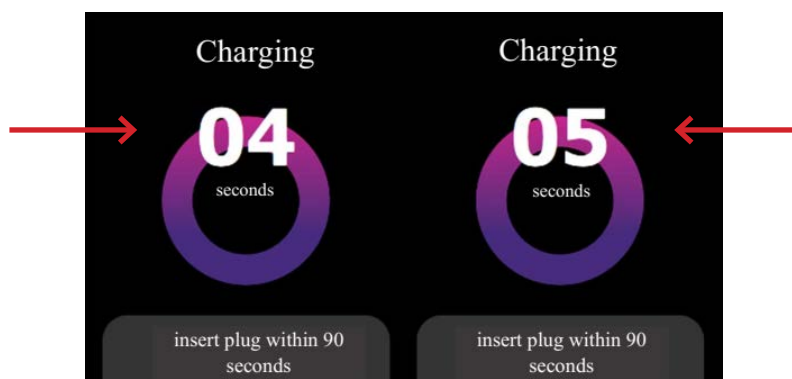 Charging
04
seconds
insert plug within 90
seconds
Charging
05
seconds
insert plug within 90
seconds